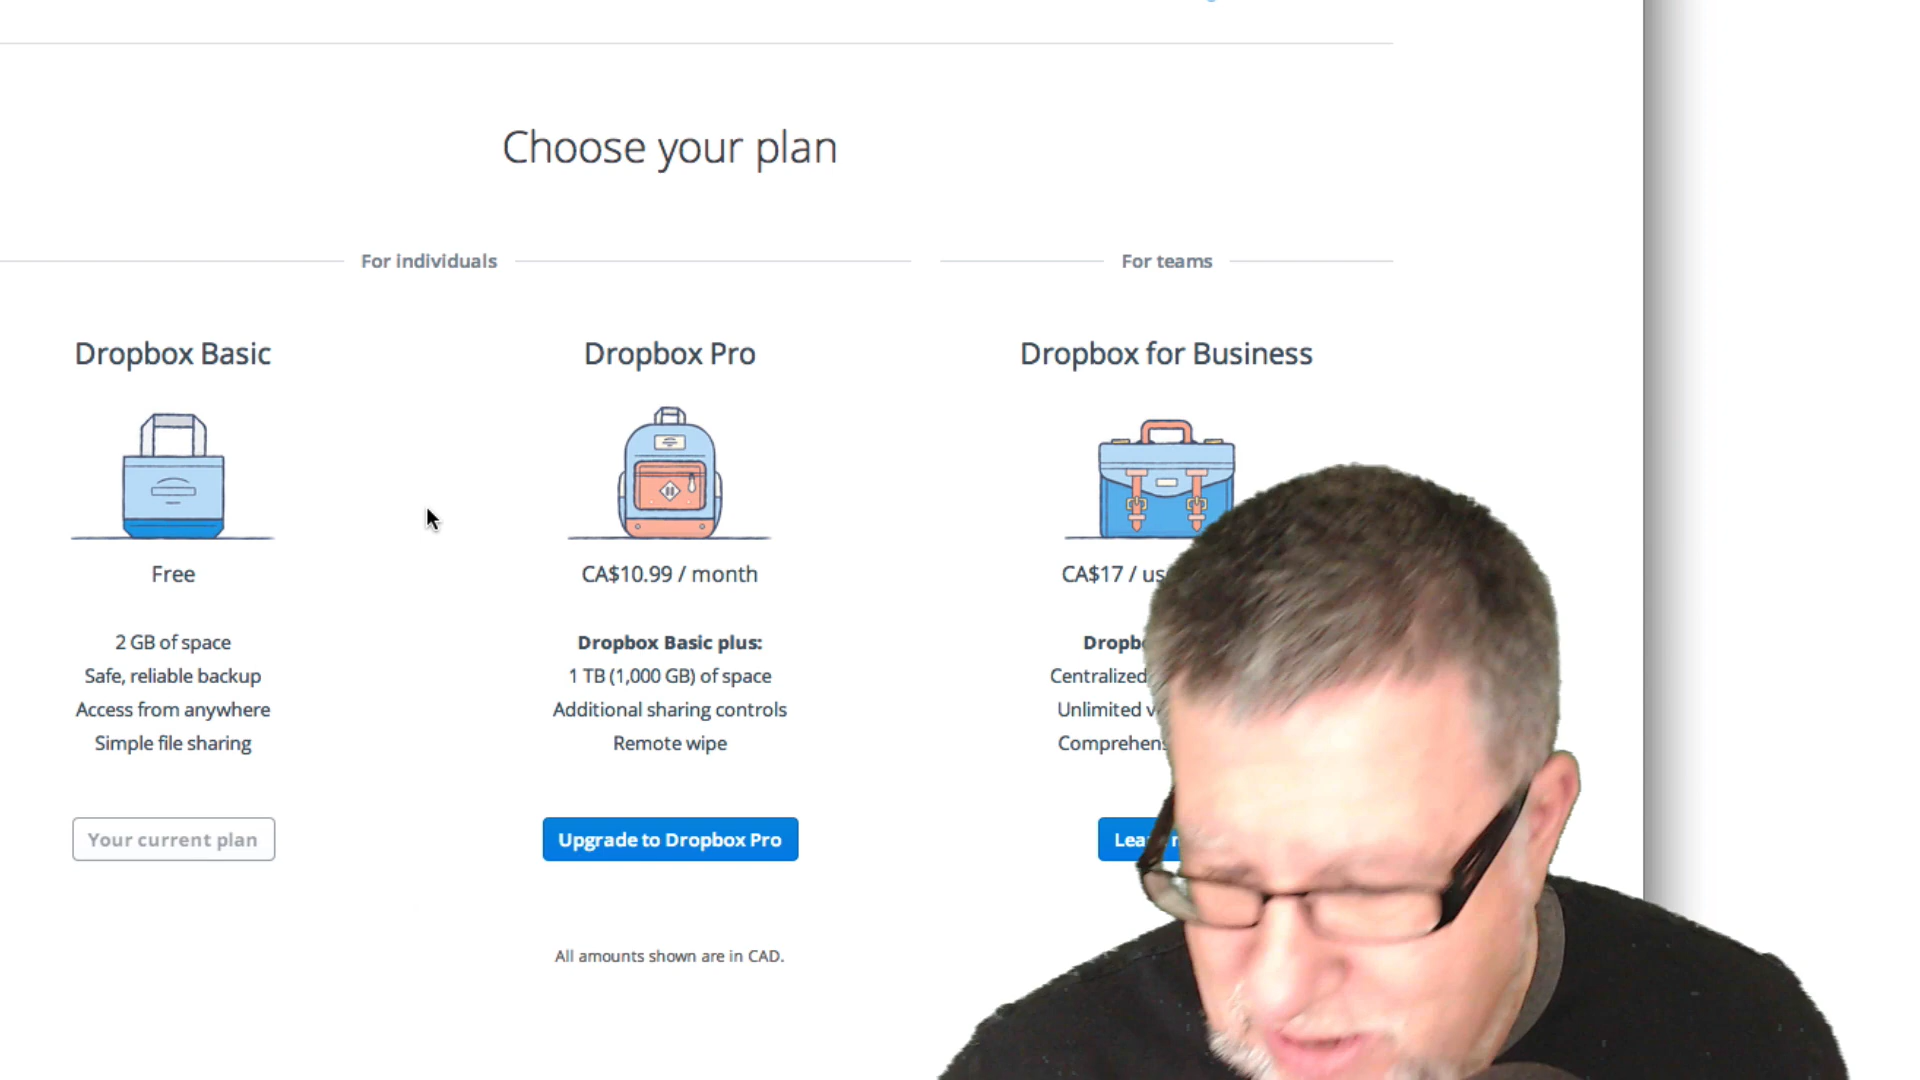 Choose your plan
For individuals
For teams
Dropbox Basic
Dropbox Pro
Dropbox for Business
Free
CA$10.99 / month
CA$17 /
2 GB of space
Safe, reliable backup
Access from anywhere
Simple file sharing
Dropbox Basic plus:
1 TB (1,000 GB) of space
Additional sharing controls
Remote wipe
Centralized
Unlimited
Your current plan
Upgrade to Dropbox Pro
All amounts shown are in CAD.